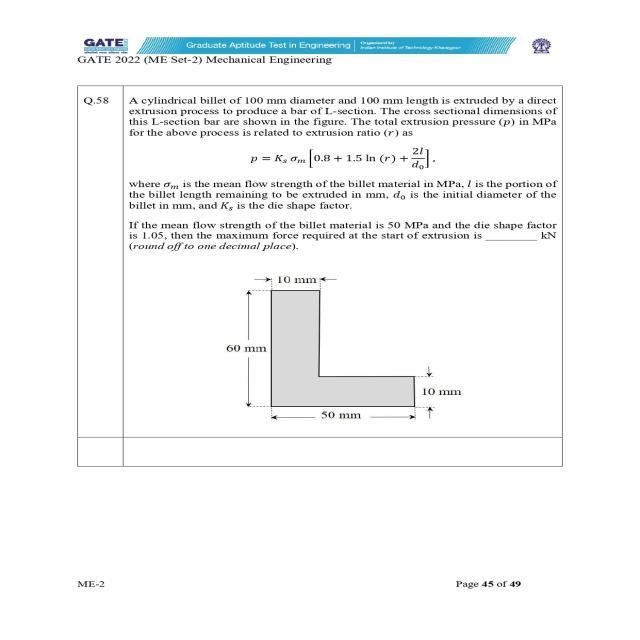 GATE
Graduate Aptitude Test in Engineering
Organised by
Indian Institute of Technology Kharagpur
GATE 2022 (ME Set-2) Mechanical Engineering
Q.58
A cylindrical billet of 100 mm diameter and 100 mm length is extruded by a direct
extrusion process to produce a bar of L-section. The cross sectional dimensions of
this L-section bar are shown in the figure. The total extrusion pressure (p) in MPa
for the above process is related to extrusion ratio (r) as
p = K_s σ_m [0.8 + 1.5 ln (r) + 2l/d_0],
where σ_m is the mean flow strength of the billet material in MPa, l is the portion of
the billet length remaining to be extruded in mm, d_0 is the initial diameter of the
billet in mm, and K_s is the die shape factor.
If the mean flow strength of the billet material is 50 MPa and the die shape factor
is 1.05, then the maximum force required at the start of extrusion is _________ kN
(round off to one decimal place).
10 mm
60 mm
10 mm
50 mm
ME-2
Page 45 of 49